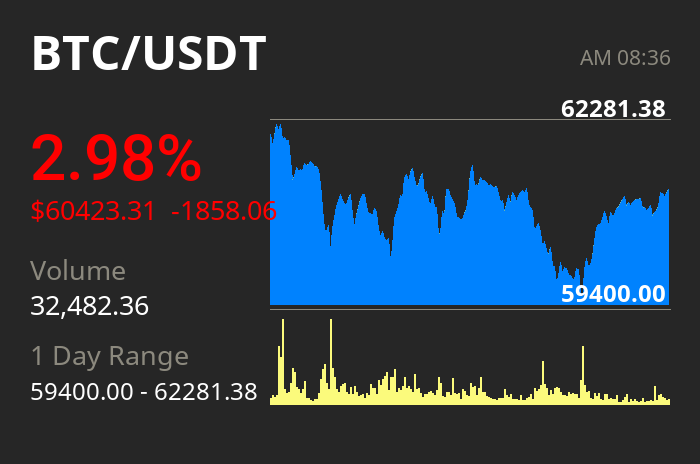 BTC/USDT
AM 08:36
62281.38
2.98%
$60423.31 -1858.06
Volume
32,482.36
59400.00
1 Day Range
59400.00 - 62281.38